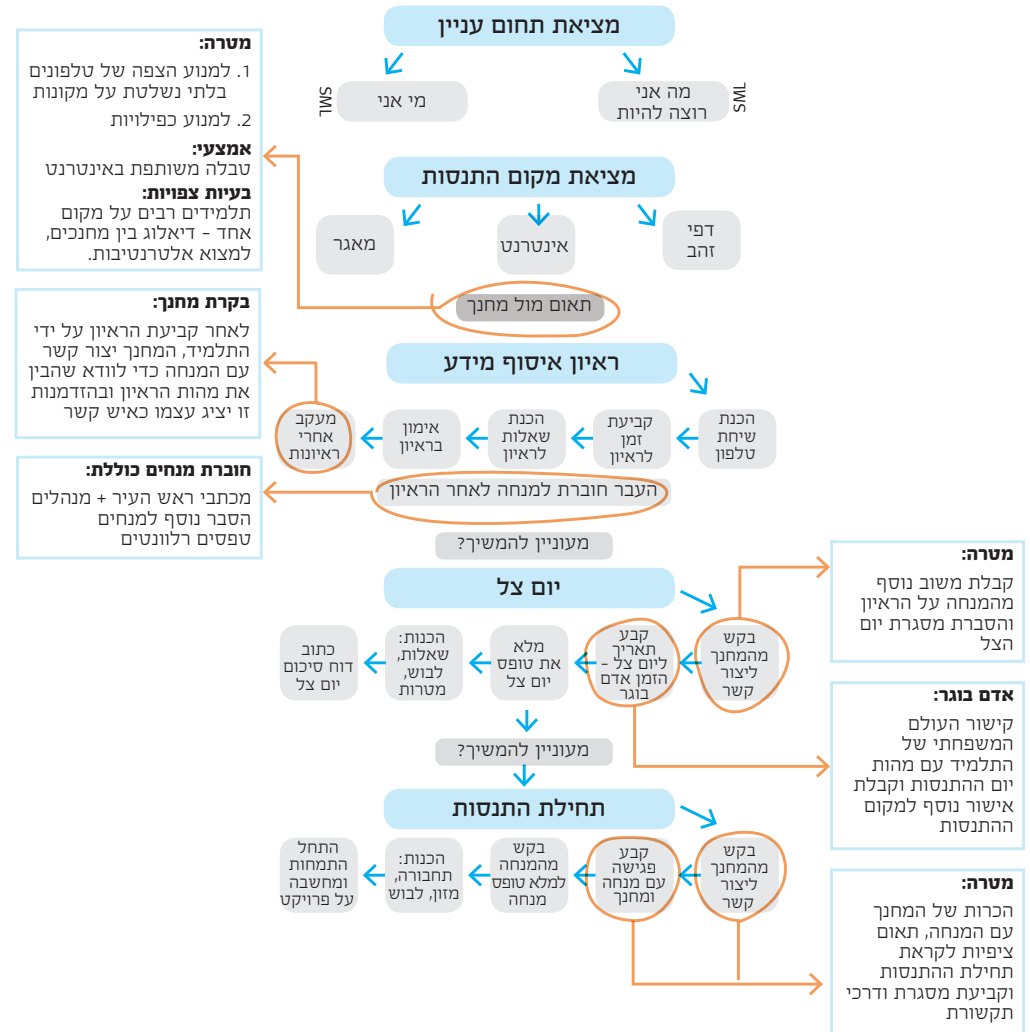 מציאת תחום עניין
מה אני
רוצה להיות
SWL
מי אני
SML
מציאת מקום התנסות
דפי
זהב
אינטרנט
מאגר
תאום מול מחנך
מטרה:
1. למנוע הצפה של טלפונים
בלתי נשלטת על מקונות
2. למנוע כפילויות
אמצעי:
טבלה משותפת באינטרנט
בעיות צפויות:
תלמידים רבים על מקום
אחד - דיאלוג בין מחנכים,
למצוא אלטרנטיבות.
ראיון איסוף מידע
הכנת
שיחת
טלפון
קביעת
זמן
לראיון
הכנת
שאלות
לראיון
אימון
בראיון
מעקב
אחרי
ראיונות
בקרת מחנך:
לאחר קביעת הראיון על ידי
התלמיד, המחנך יצור קשר
עם המנחה כדי לוודא שהבין
את מהות הראיון ובהזדמנות
זו יציג עצמו כאיש קשר
העבר חוברת למנחה לאחר הראיון
חוברת מנחים כוללת:
מכתבי ראש העיר + מנהלים
הסבר נוסף למנחים
טפסים רלוונטים
מעוניין להמשיך?
יום צל
בקש
מהמחנך
ליצור
קשר
קבע
תאריך
ליום צל -
הזמן אדם
בוגר
מלא
את טופס
יום צל
הכנות:
שאלות,
לבוש,
מטרות
כתוב
דוח סיכום
יום צל
מטרה:
קבלת משוב נוסף
מהמנחה על הראיון
והסברת מסגרת יום
הצל
אדם בוגר:
קישור העולם
המשפחתי של
התלמיד עם מהות
יום ההתנסות וקבלת
אישור נוסף למקום
ההתנסות
מעוניין להמשיך?
תחילת התנסות
בקש
מהמחנך
ליצור
קשר
קבע
פגישה
עם מנחה
ומחנך
בקש
מהמנחה
למלא טופס
מנחה
הכנות:
תחבורה,
מזון, לבוש
התחל
התמחות
ומחשבה
על פרויקט
מטרה:
הכרות של המחנך
עם המנחה, תאום
ציפיות לקראת
תחילת ההתנסות
וקביעת מסגרת ודרכי
תקשורת